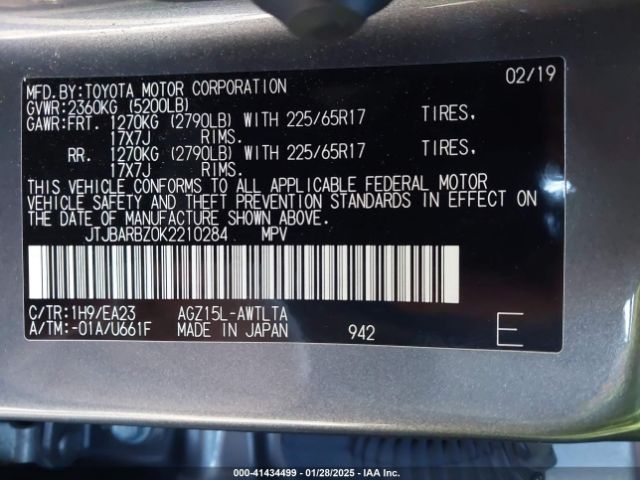 MFD.BY:TOYOTA MOTOR CORPORATION 02/19
GVWR:2360KG (5200LB)
GAWR:FRT. 1270KG (2790LB) WITH 225/65R17 TIRES,
17X7J RIMS.
RR. 1270KG (2790LB) WITH 225/65R17 TIRES,
17X7J RIMS.
THIS VEHICLE CONFORMS TO ALL APPLICABLE FEDERAL MOTOR
VEHICLE SAFETY AND THEFT PREVENTION STANDARDS IN EFFECT ON
THE DATE OF MANUFACTURE SHOWN ABOVE.
JTJBARBZ0K2210284 MPV
C/TR:1H9/EA23 AGZ15L-AWTLTA
A/TM:-01A/U661F MADE IN JAPAN 942 E
000-41434499 - 01/28/2025 - IAA Inc.